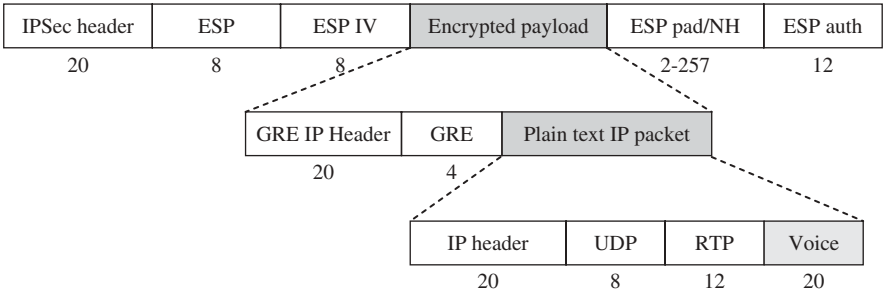 IPSec header ESP ESP IV Encrypted payload ESP pad/NH ESP auth
20 8 8 2-257 12
GRE IP Header GRE Plain text IP packet
20 4
IP header UDP RTP Voice
20 8 12 20